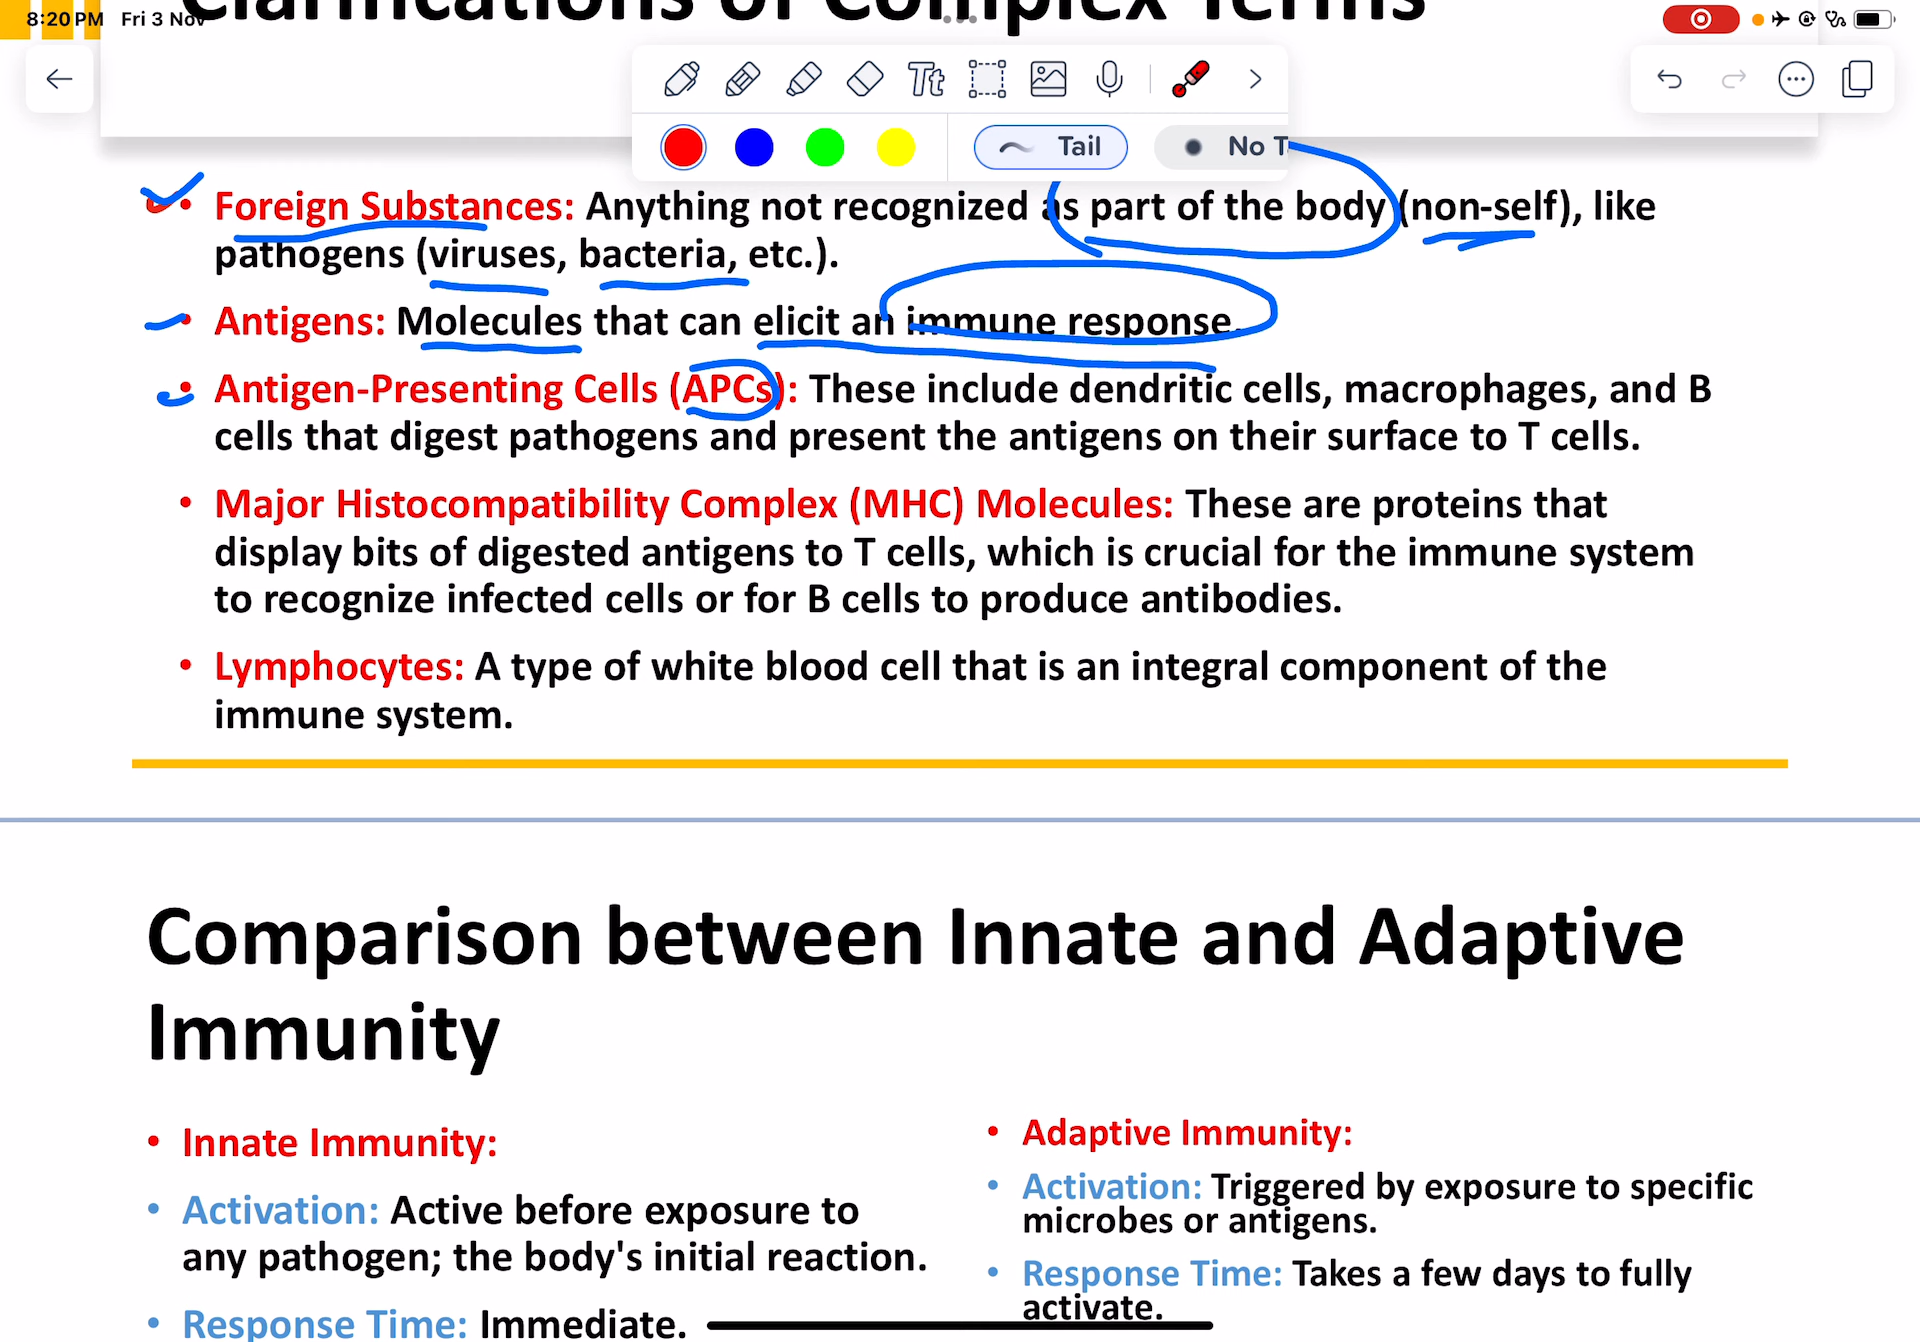 Clarifications of Complex Terms
8:20 PM Fri 3 Nov
Tt
Tail
No T
• Foreign Substances: Anything not recognized as part of the body (non-self), like
pathogens (viruses, bacteria, etc.).
• Antigens: Molecules that can elicit an immune response.
• Antigen-Presenting Cells (APCs): These include dendritic cells, macrophages, and B
cells that digest pathogens and present the antigens on their surface to T cells.
• Major Histocompatibility Complex (MHC) Molecules: These are proteins that
display bits of digested antigens to T cells, which is crucial for the immune system
to recognize infected cells or for B cells to produce antibodies.
• Lymphocytes: A type of white blood cell that is an integral component of the
immune system.
Comparison between Innate and Adaptive
Immunity
• Innate Immunity:
• Activation: Active before exposure to
any pathogen; the body's initial reaction.
• Response Time: Immediate.
• Adaptive Immunity:
• Activation: Triggered by exposure to specific
microbes or antigens.
• Response Time: Takes a few days to fully
activate.